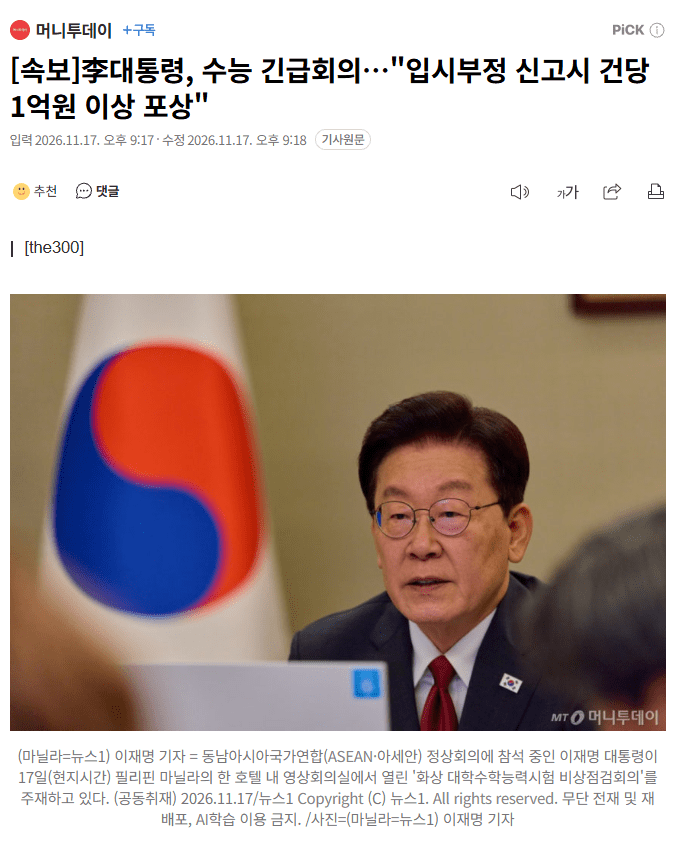 머니투데이 +구독 PiCK
[속보]李대통령, 수능 긴급회의…"입시부정 신고시 건당
1억원 이상 포상"
입력 2026.11.17. 오후 9:17 · 수정 2026.11.17. 오후 9:18 기사원문
추천 댓글 가가
[the300]
MT 머니투데이
(마닐라=뉴스1) 이재명 기자 = 동남아시아국가연합(ASEAN·아세안) 정상회의에 참석 중인 이재명 대통령이
17일(현지시간) 필리핀 마닐라의 한 호텔 내 영상회의실에서 열린 '화상 대학수학능력시험 비상점검회의'를
주재하고 있다. (공동취재) 2026.11.17/뉴스1 Copyright (C) 뉴스1. All rights reserved. 무단 전재 및 재
배포, AI학습 이용 금지. /사진=(마닐라=뉴스1) 이재명 기자